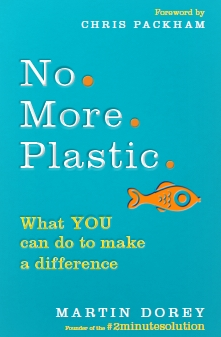 Foreword by
CHRIS PACKHAM
No.
More.
Plastic.
What YOU
can do to make
a difference
MARTIN DOREY
Founder of the #2minutesolution